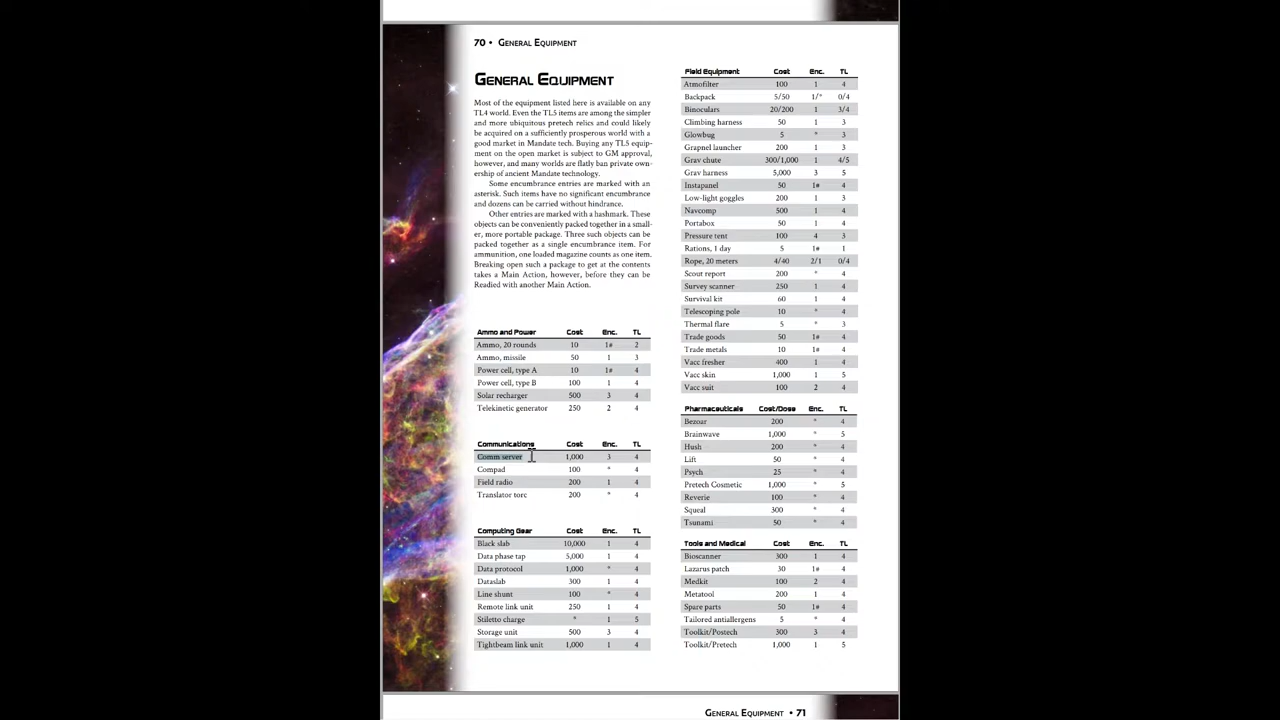 70 • General Equipment
General Equipment
Most of the equipment listed here is available on any
TL4 world. Even the TL5 items are among the simpler
and more ubiquitous pretech relics and could likely
be acquired on a sufficiently prosperous world with a
good market in Mandate tech. Buying any TL5 equip-
ment on the open market is subject to GM approval,
however, and many worlds are flatly ban private own-
ership of ancient Mandate technology.
Some encumbrance entries are marked with an
asterisk. Such items have no significant encumbrance
and dozens can be carried without hindrance.
Other entries are marked with a hashmark. These
objects can be conveniently packed together in a small-
er, more portable package. Three such objects can be
packed together as a single encumbrance item. For
ammunition, one loaded magazine counts as one item.
Breaking open such a package to get at the contents
takes a Main Action, however, before they can be
Readied with another Main Action.
Ammo and Power Cost Enc. TL
Ammo, 20 rounds 10 1# 2
Ammo, missile 50 1 3
Power cell, type A 10 1# 4
Power cell, type B 100 1 4
Solar recharger 500 3 4
Telekinetic generator 250 2 4
Communications Cost Enc. TL
Comm server 1,000 3 4
Compad 100 * 4
Field radio 200 1 4
Translator torc 200 * 4
Computing Gear Cost Enc. TL
Black slab 10,000 1 4
Data phase tap 5,000 1 4
Data protocol 1,000 * 4
Dataslab 300 1 4
Line shunt 100 * 4
Remote link unit 250 1 4
Stiletto charge * 1 5
Storage unit 500 3 4
Tightbeam link unit 1,000 1 4
Field Equipment Cost Enc. TL
Atmofilter 100 1 4
Backpack 5/50 1/* 0/4
Binoculars 20/200 1 3/4
Climbing harness 50 1 3
Glowbug 5 * 3
Grapnel launcher 200 1 3
Grav chute 300/1,000 1 4/5
Grav harness 5,000 3 5
Instapanel 50 1# 4
Low-light goggles 200 1 3
Navcomp 500 1 4
Portabox 50 1 4
Pressure tent 100 4 3
Rations, 1 day 5 1# 1
Rope, 20 meters 4/40 2/1 0/4
Scout report 200 * 4
Survey scanner 250 1 4
Survival kit 60 1 4
Telescoping pole 10 * 4
Thermal flare 5 * 3
Trade goods 50 1# 4
Trade metals 10 1# 4
Vacc fresher 400 1 4
Vacc skin 1,000 1 5
Vacc suit 100 2 4
Pharmaceuticals Cost/Dose Enc. TL
Bezoar 200 * 4
Brainwave 1,000 * 5
Hush 200 * 4
Lift 50 * 4
Psych 25 * 4
Pretech Cosmetic 1,000 * 5
Reverie 100 * 4
Squeal 300 * 4
Tsunami 50 * 4
Tools and Medical Cost Enc. TL
Bioscanner 300 1 4
Lazarus patch 30 1# 4
Medkit 100 2 4
Metatool 200 1 4
Spare parts 50 1# 4
Tailored antiallergens 5 * 4
Toolkit/Postech 300 3 4
Toolkit/Pretech 1,000 1 5
General Equipment • 71